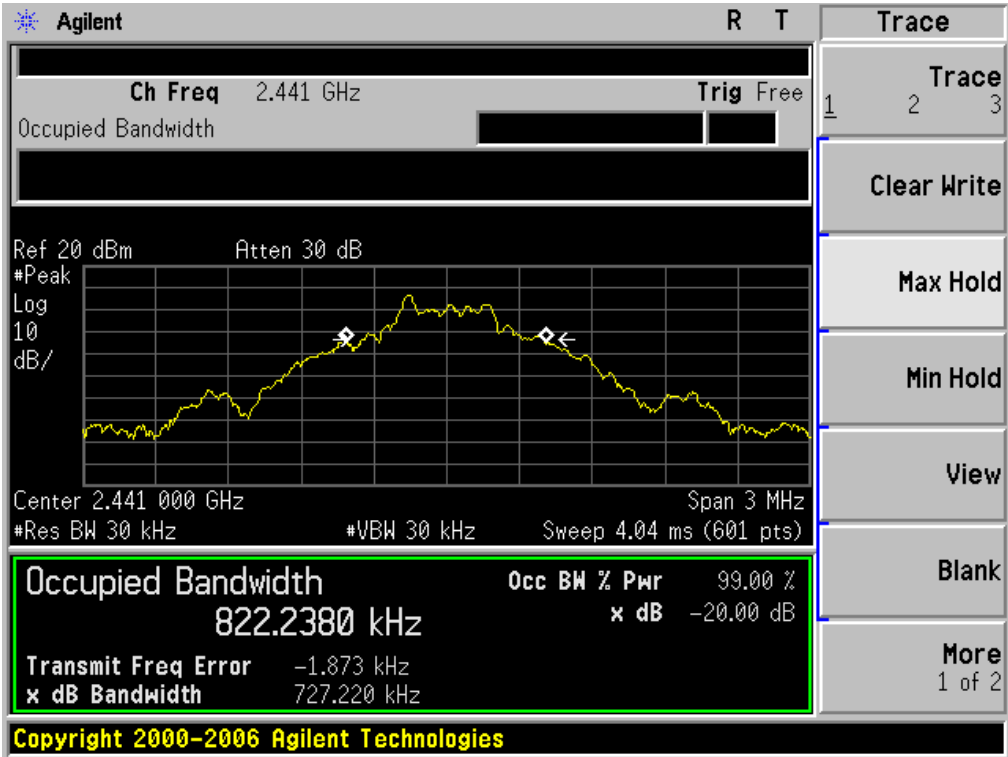 Agilent R T
Ch Freq 2.441 GHz Trig Free
Occupied Bandwidth
Ref 20 dBm Atten 30 dB
#Peak
Log
10
dB/
Center 2.441 000 GHz Span 3 MHz
#Res BW 30 kHz #VBW 30 kHz Sweep 4.04 ms (601 pts)
Occupied Bandwidth Occ BW % Pwr 99.00 %
822.2380 kHz x dB -20.00 dB
Transmit Freq Error -1.873 kHz
x dB Bandwidth 727.220 kHz
Copyright 2000-2006 Agilent Technologies
Trace
Trace
1 2 3
Clear Write
Max Hold
Min Hold
View
Blank
More
1 of 2